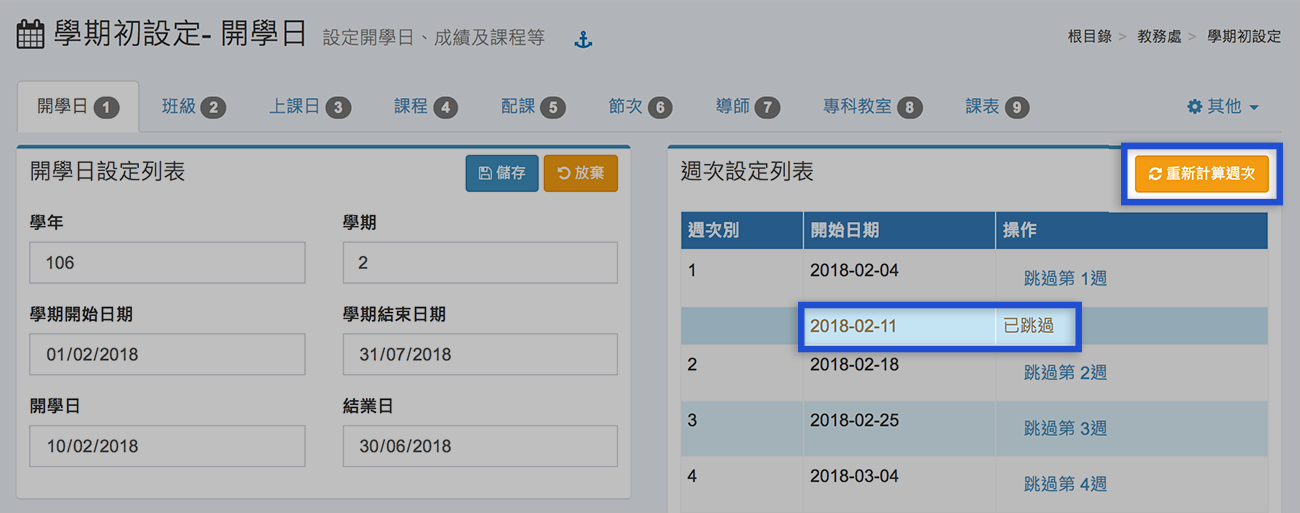 學期初設定- 開學日 設定開學日、成績及課程等
根目錄 > 教務處 > 學期初設定
開學日 1 班級 2 上課日 3 課程 4 配課 5 節次 6 導師 7 專科教室 8 課表 9 其他
開學日設定列表 儲存 放棄
學年 學期
106 2
學期開始日期 學期結束日期
01/02/2018 31/07/2018
開學日 結業日
10/02/2018 30/06/2018
週次設定列表 重新計算週次
週次別 開始日期 操作
1 2018-02-04 跳過第 1週
2018-02-11 已跳過
2 2018-02-18 跳過第 2週
3 2018-02-25 跳過第 3週
4 2018-03-04 跳過第 4週